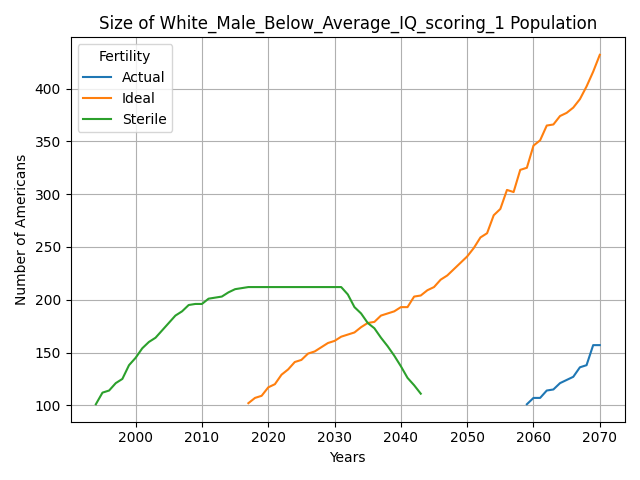 Size of White_Male_Below_Average_IQ_scoring_1 Population
Fertility
Actual
Ideal
Sterile
Number of Americans
400
350
300
250
200
150
100
2000 2010 2020 2030 2040 2050 2060 2070
Years